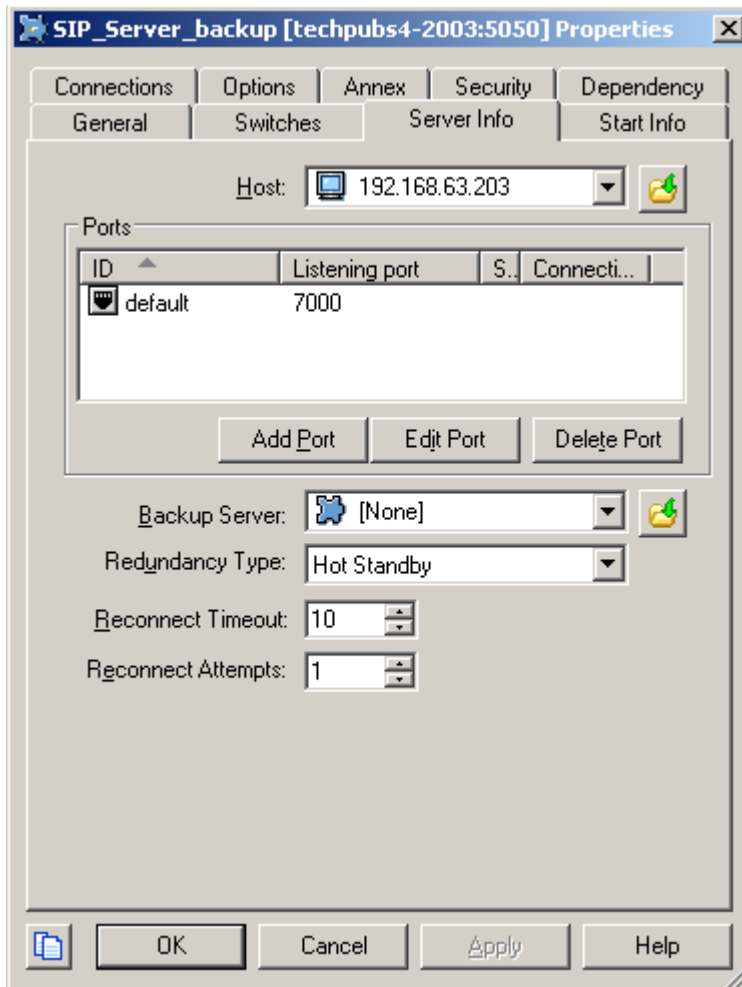 SIP_Server_backup [techpubs4-2003:5050] Properties
Connections Options Annex Security Dependency
General Switches Server Info Start Info
Host: 192.168.63.203
Ports
ID Listening port S.. Connecti...
default 7000
Add Port Edit Port Delete Port
Backup Server: [None]
Redundancy Type: Hot Standby
Reconnect Timeout: 10
Reconnect Attempts: 1
OK Cancel Apply Help